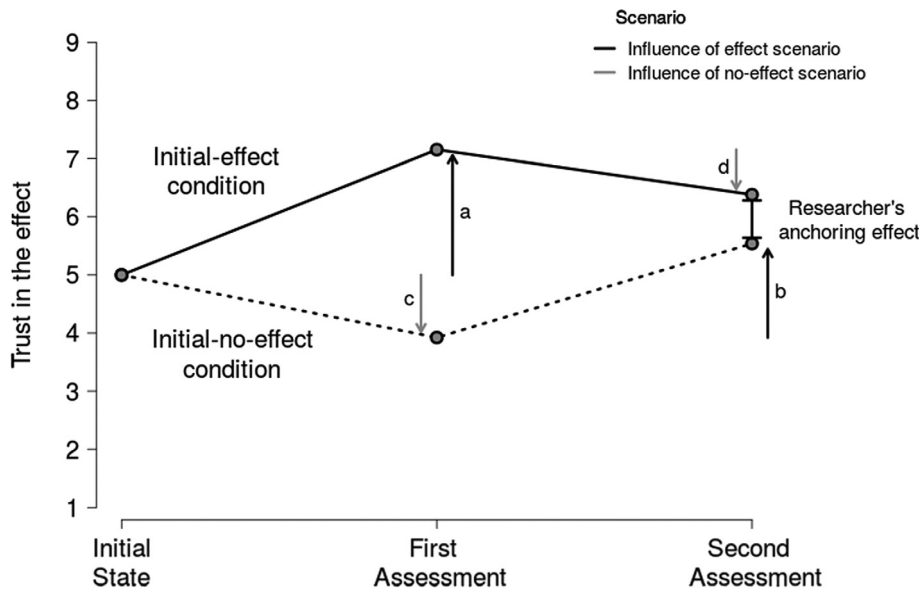 Scenario
Influence of effect scenario
Influence of no-effect scenario
Trust in the effect
9
8
7
6
5
4
3
2
1
Initial-effect
condition
Initial-no-effect
condition
a
c
d
b
Researcher's
anchoring effect
Initial
State
First
Assessment
Second
Assessment